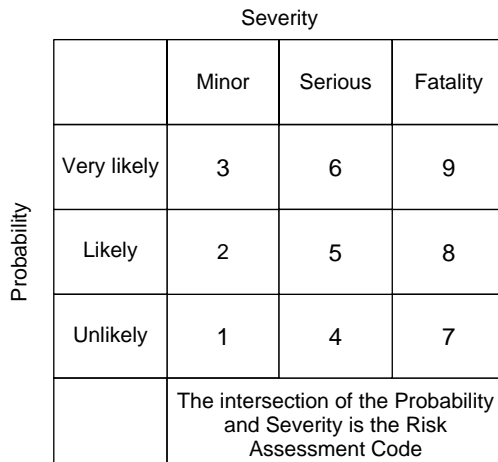 Severity
Minor Serious Fatality
Very likely 3 6 9
Probability
Likely 2 5 8
Unlikely 1 4 7
The intersection of the Probability
and Severity is the Risk
Assessment Code